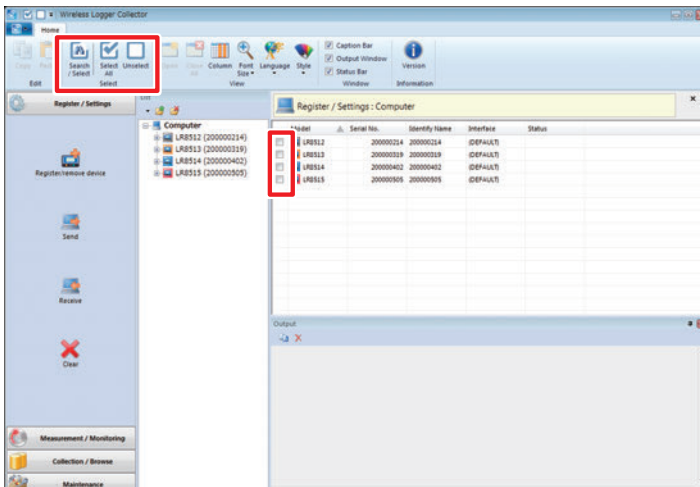 Wireless Logger Collector
Home
Copy
Search / Select
Select All
Unselect
Close All
Column
Font Size
Language
Style
Caption Bar
Output Window
Status Bar
Version
Edit
Select
View
Window
Information
Register / Settings
List
Register / Settings : Computer
Computer
LR8512 (200000214)
LR8513 (200000319)
LR8514 (200000402)
LR8515 (200000505)
Model Serial No. Identify Name Interface Status
LR8512 200000214 200000214 (DEFAULT)
LR8513 200000319 200000319 (DEFAULT)
LR8514 200000402 200000402 (DEFAULT)
LR8515 200000505 200000505 (DEFAULT)
Register/remove device
Send
Receive
Clear
Output
Measurement / Monitoring
Collection / Browse
Maintenance